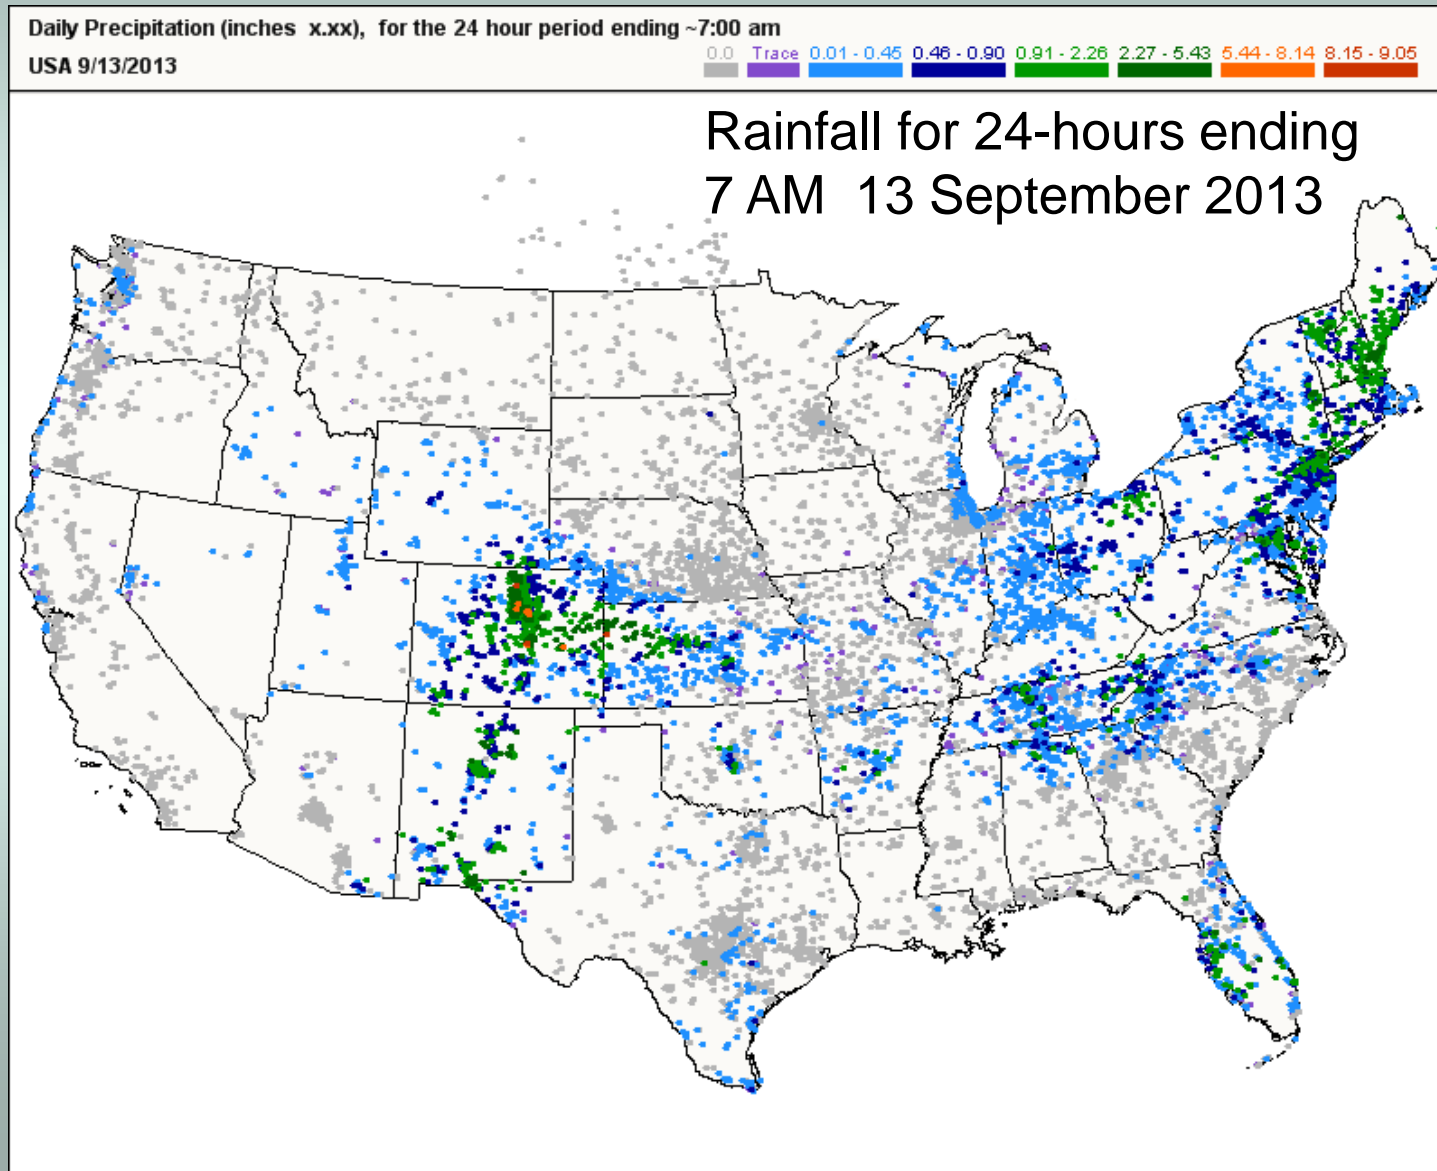 Daily Precipitation (inches x.xx), for the 24 hour period ending ~7:00 am
USA 9/13/2013
0.0 Trace 0.01 - 0.45 0.46 - 0.90 0.91 - 2.26 2.27 - 5.43 5.44 - 8.14 8.15 - 9.05
Rainfall for 24-hours ending
7 AM 13 September 2013